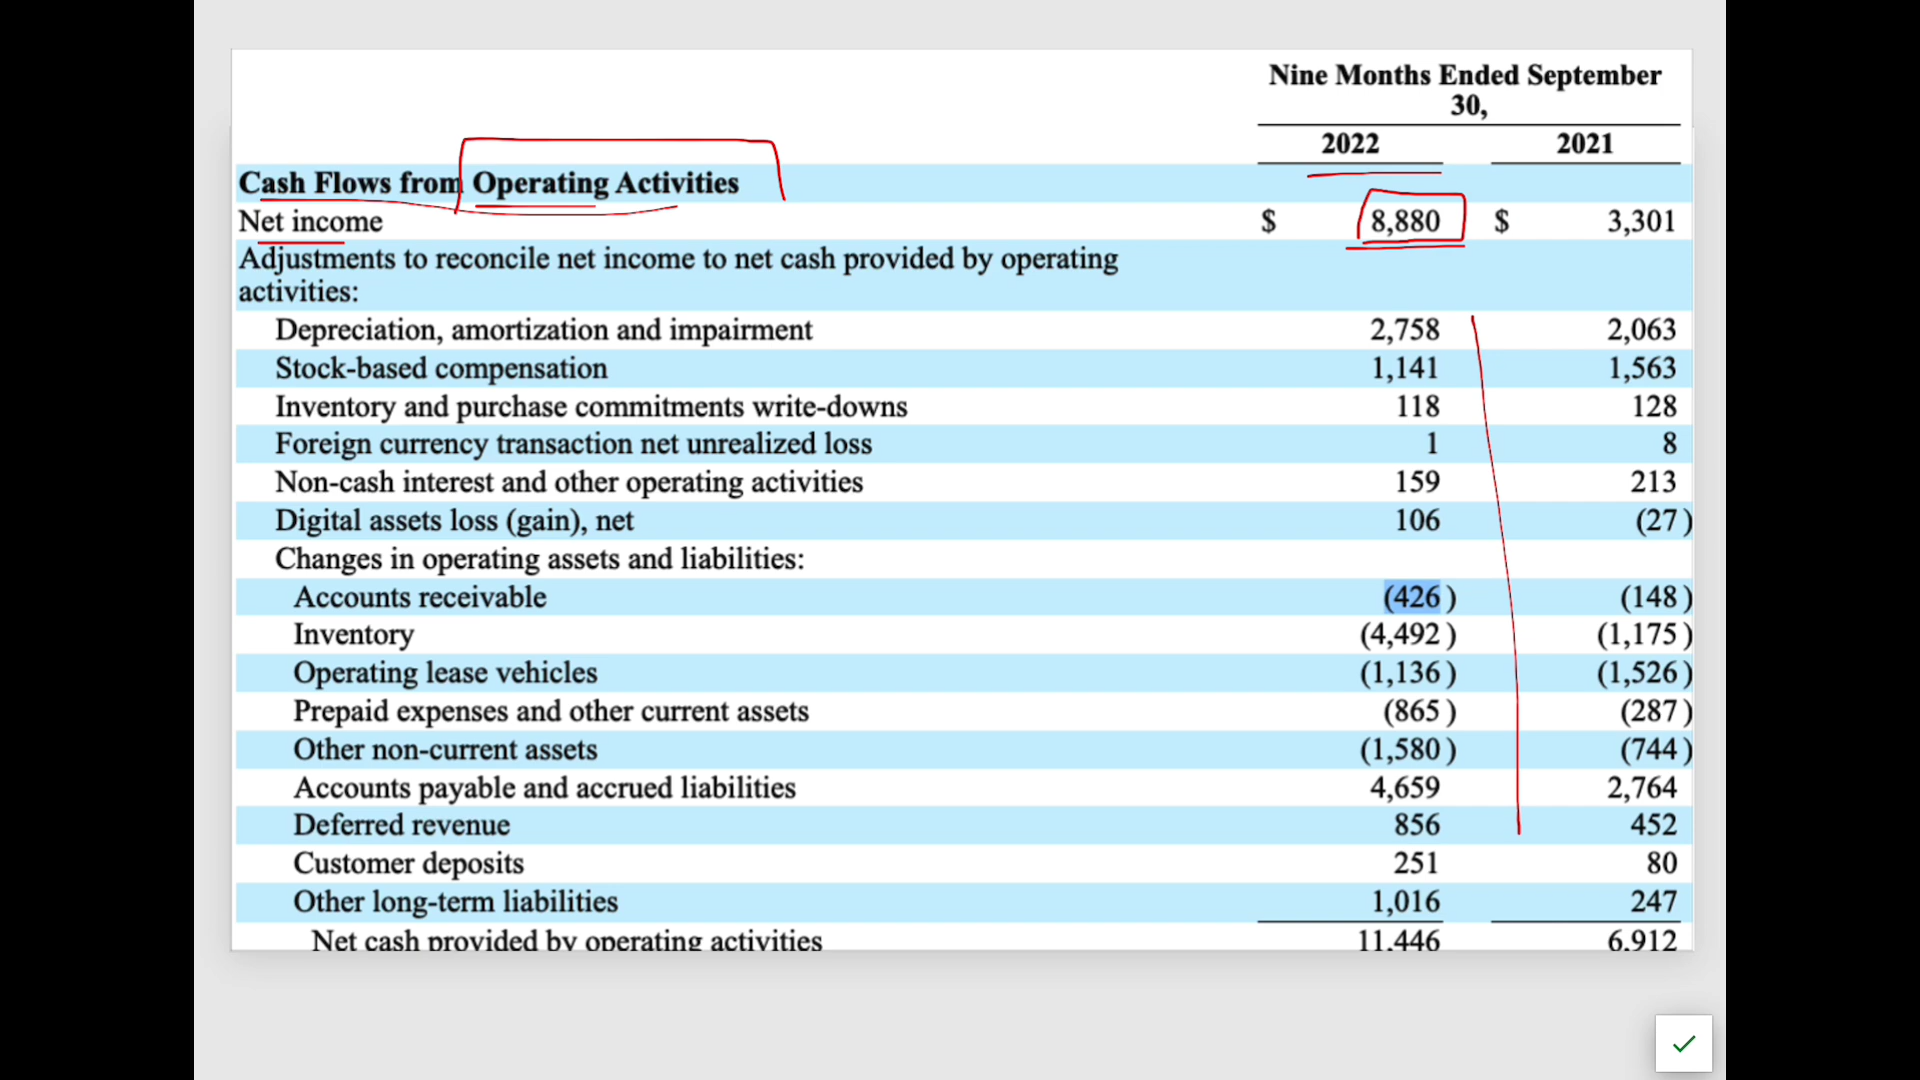 Nine Months Ended September
30,
2022 2021
Cash Flows from Operating Activities
Net income $ 8,880 $ 3,301
Adjustments to reconcile net income to net cash provided by operating
activities:
Depreciation, amortization and impairment 2,758 2,063
Stock-based compensation 1,141 1,563
Inventory and purchase commitments write-downs 118 128
Foreign currency transaction net unrealized loss 1 8
Non-cash interest and other operating activities 159 213
Digital assets loss (gain), net 106 (27)
Changes in operating assets and liabilities:
Accounts receivable (426) (148)
Inventory (4,492) (1,175)
Operating lease vehicles (1,136) (1,526)
Prepaid expenses and other current assets (865) (287)
Other non-current assets (1,580) (744)
Accounts payable and accrued liabilities 4,659 2,764
Deferred revenue 856 452
Customer deposits 251 80
Other long-term liabilities 1,016 247
Net cash provided by operating activities 11,446 6,912